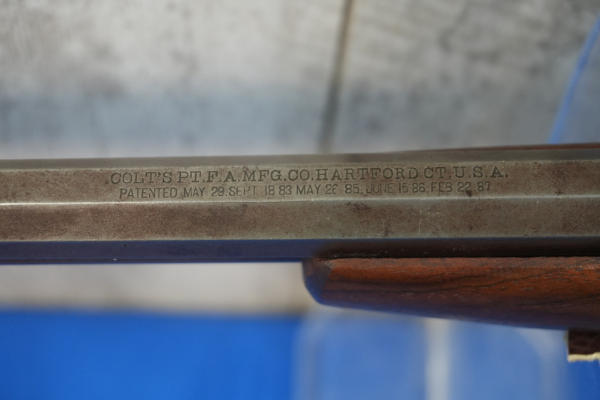 .COLT'S PT.F.A.MFG.CO.HARTFORD.CT.U.S.A.
PATENTED MAY 29.SEPT 18 83 MAY 26 85.JUNE 15 86.FEB 22.87